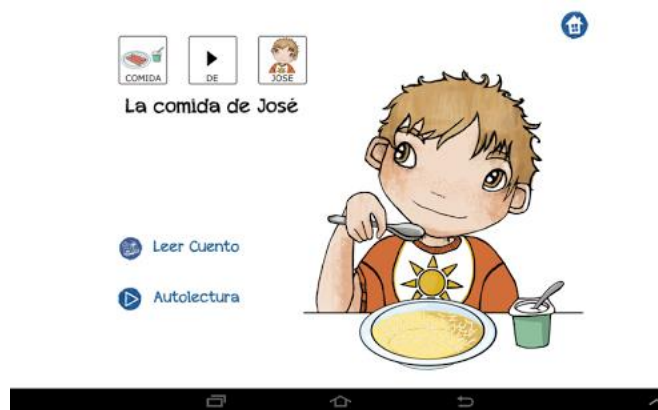 COMIDA DE JOSE
La comida de José
Leer Cuento
Autolectura